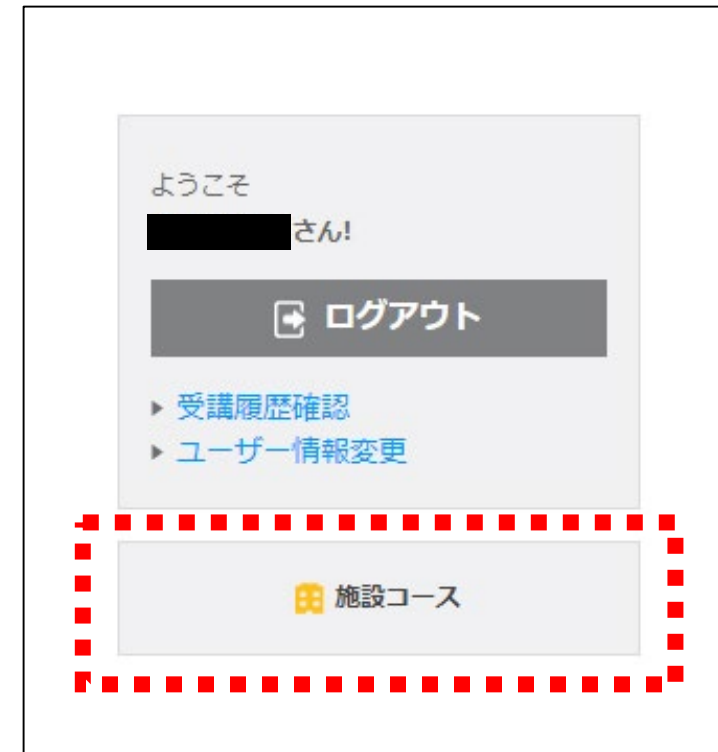 ようこそ
さん!
ログアウト
受講履歴確認
ユーザー情報変更
施設コース